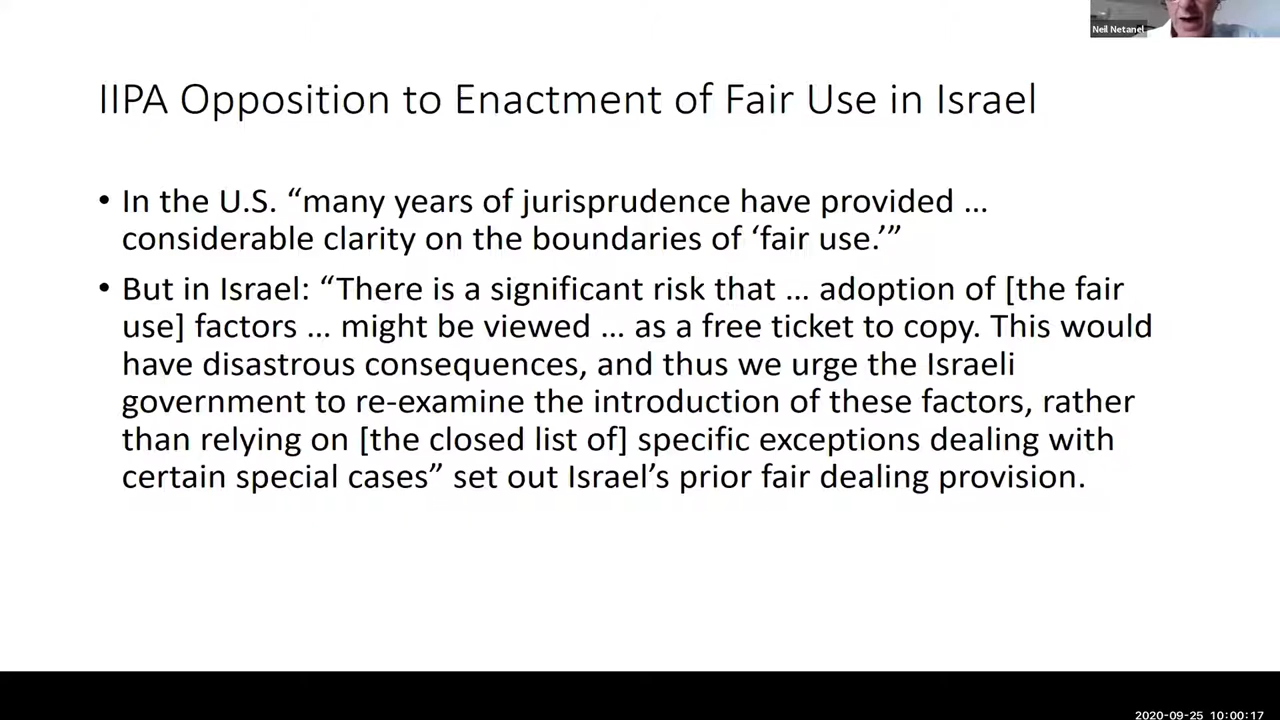 Neil Netanel
IIPA Opposition to Enactment of Fair Use in Israel
• In the U.S. “many years of jurisprudence have provided …
considerable clarity on the boundaries of ‘fair use.’”
• But in Israel: “There is a significant risk that … adoption of [the fair
use] factors … might be viewed … as a free ticket to copy. This would
have disastrous consequences, and thus we urge the Israeli
government to re-examine the introduction of these factors, rather
than relying on [the closed list of] specific exceptions dealing with
certain special cases” set out Israel’s prior fair dealing provision.
2020-09-25 10:00:17